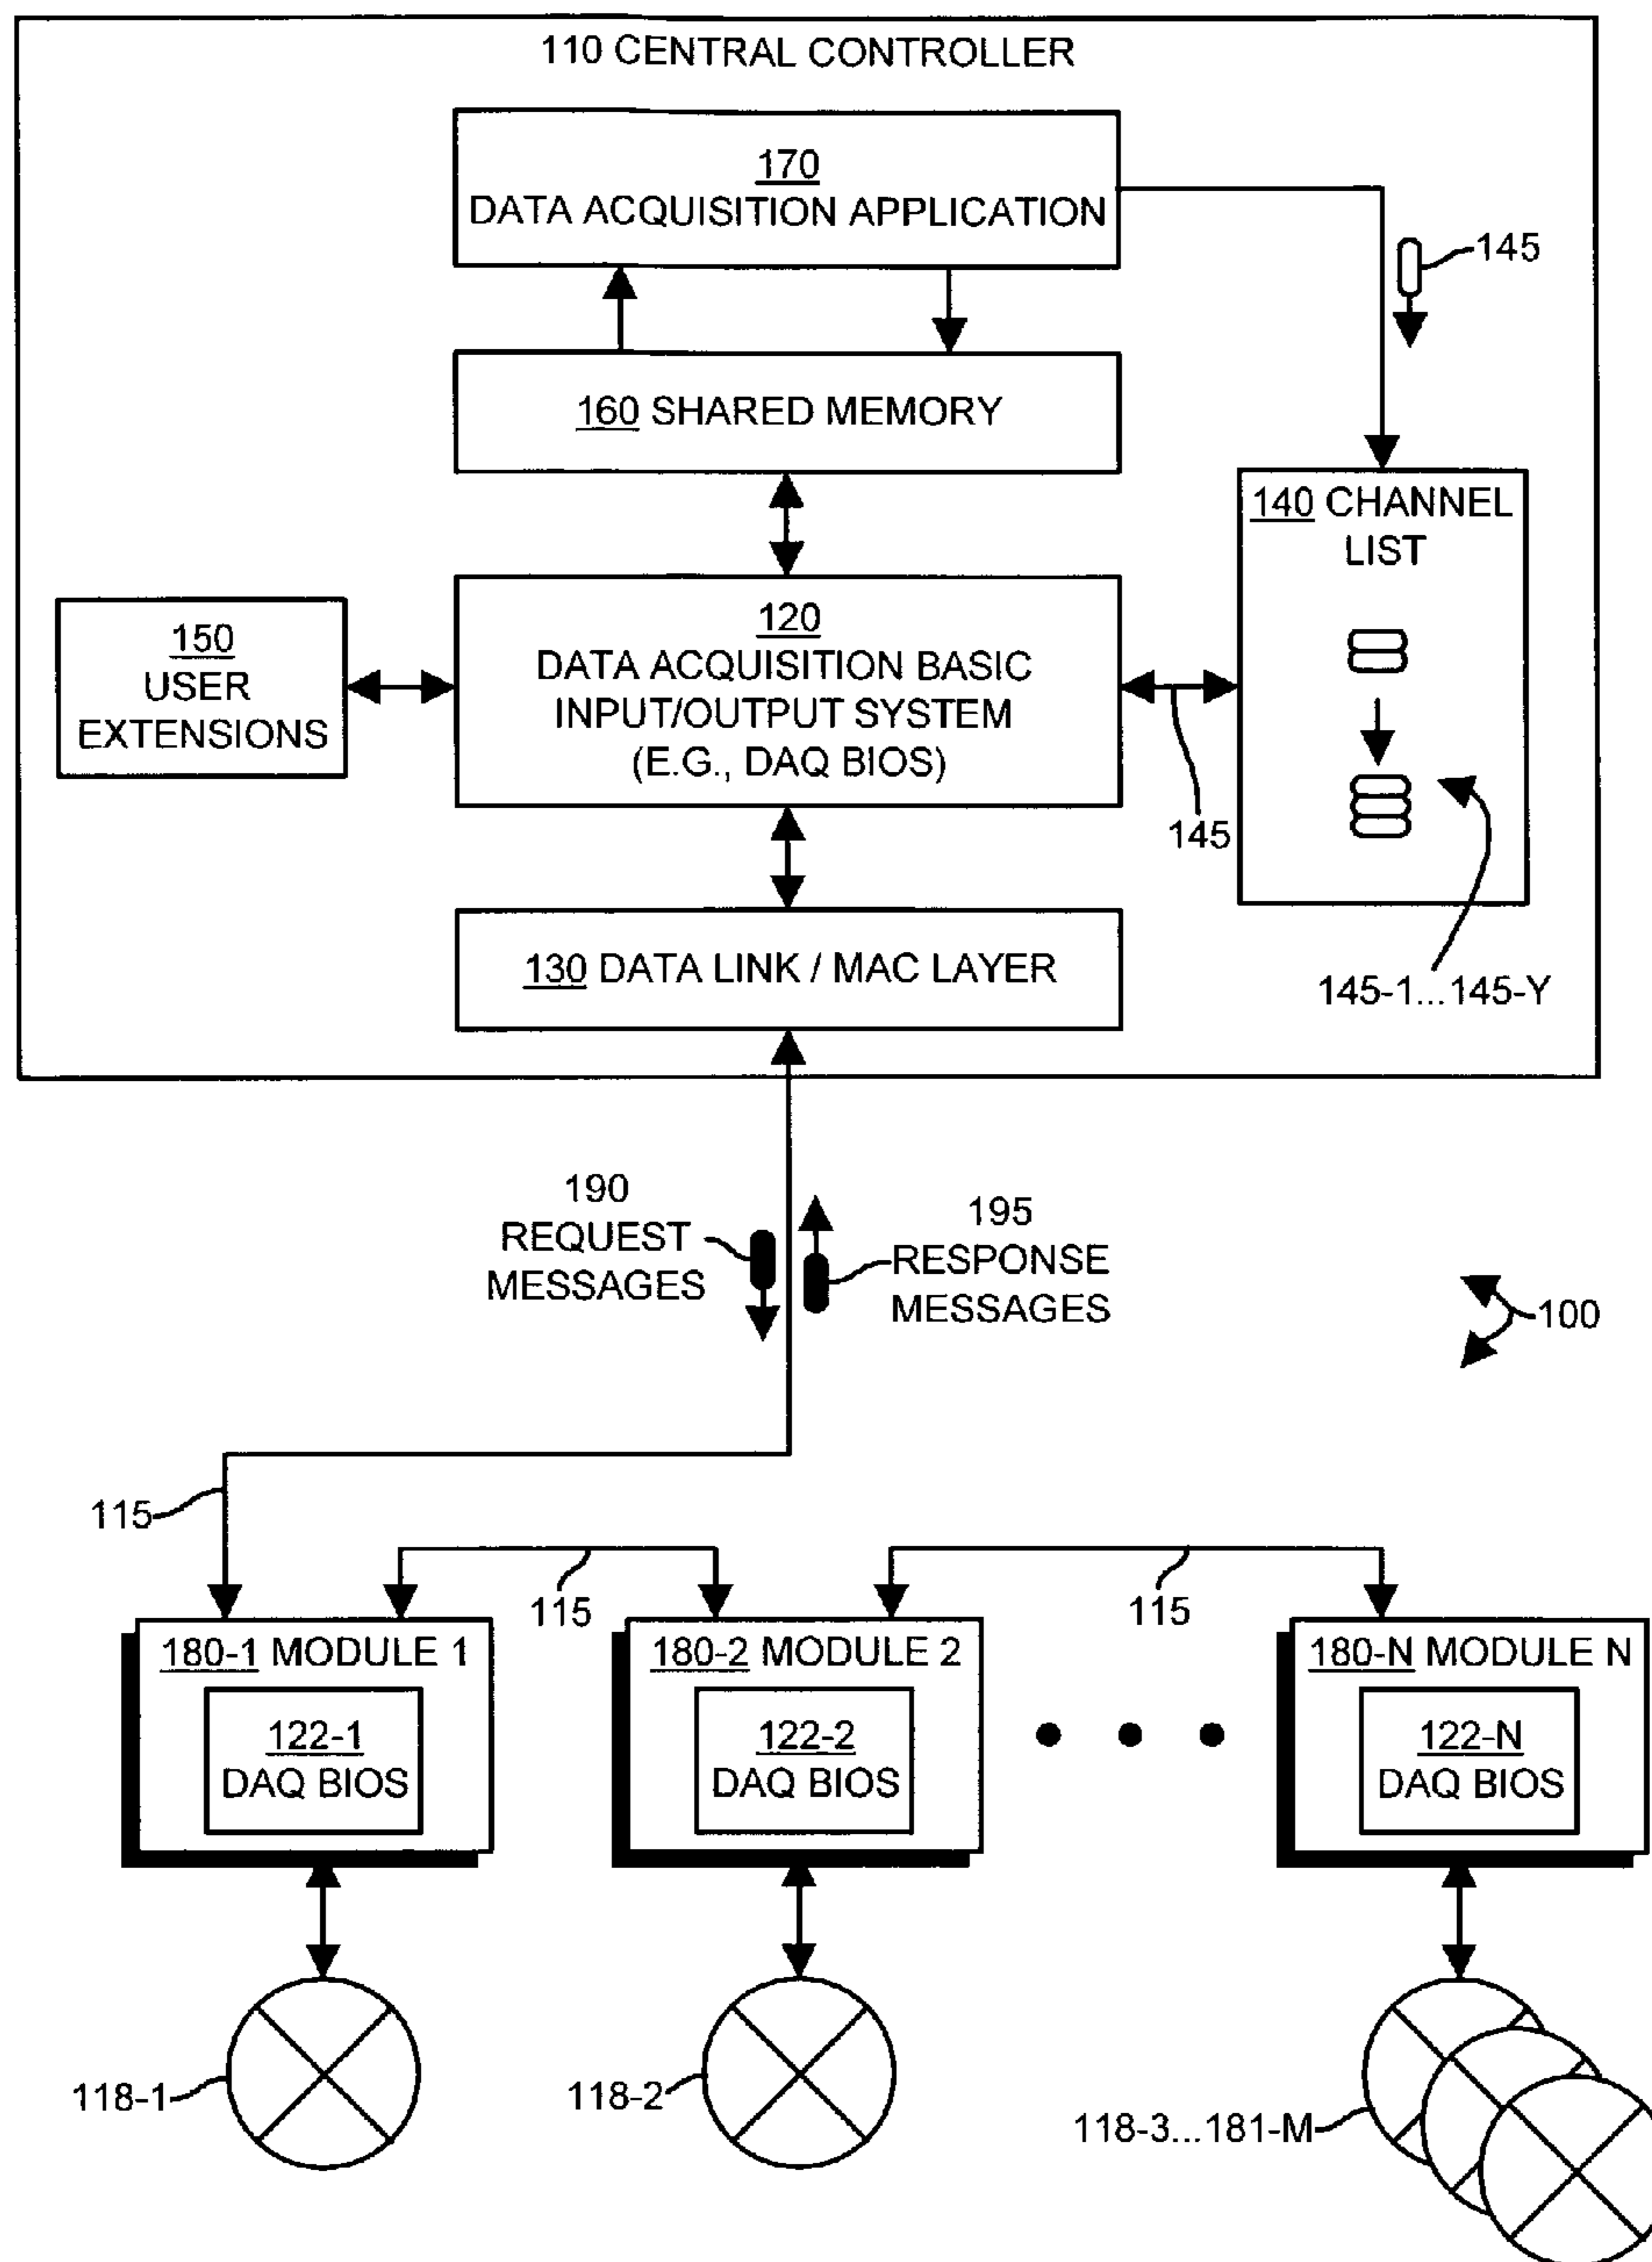 110 CENTRAL CONTROLLER
170
DATA ACQUISITION APPLICATION
145
160 SHARED MEMORY
140 CHANNEL
LIST
150
USER
EXTENSIONS
120
DATA ACQUISITION BASIC
INPUT/OUTPUT SYSTEM
(E.G., DAQ BIOS)
145
130 DATA LINK / MAC LAYER
145-1...145-Y
190
REQUEST
MESSAGES
195
RESPONSE
MESSAGES
100
115
115
115
180-1 MODULE 1
122-1
DAQ BIOS
180-2 MODULE 2
122-2
DAQ BIOS
180-N MODULE N
122-N
DAQ BIOS
118-1
118-2
118-3...181-M